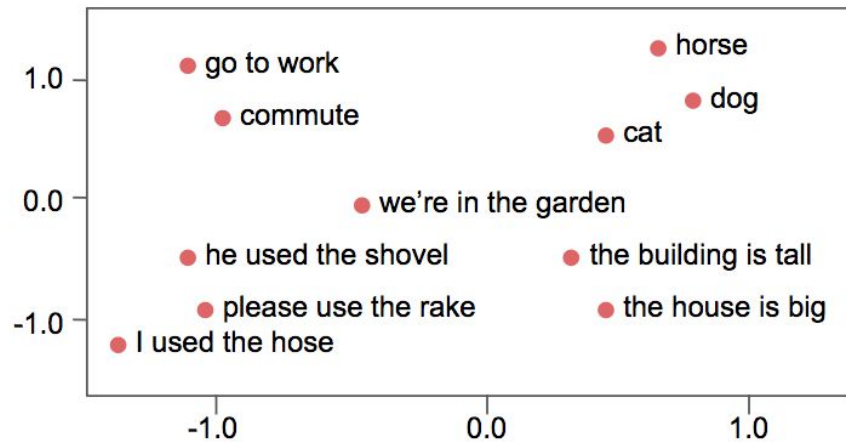 horse
go to work
1.0
dog
commute
cat
0.0
we're in the garden
he used the shovel
the building is tall
please use the rake
the house is big
-1.0
I used the hose
-1.0
0.0
1.0